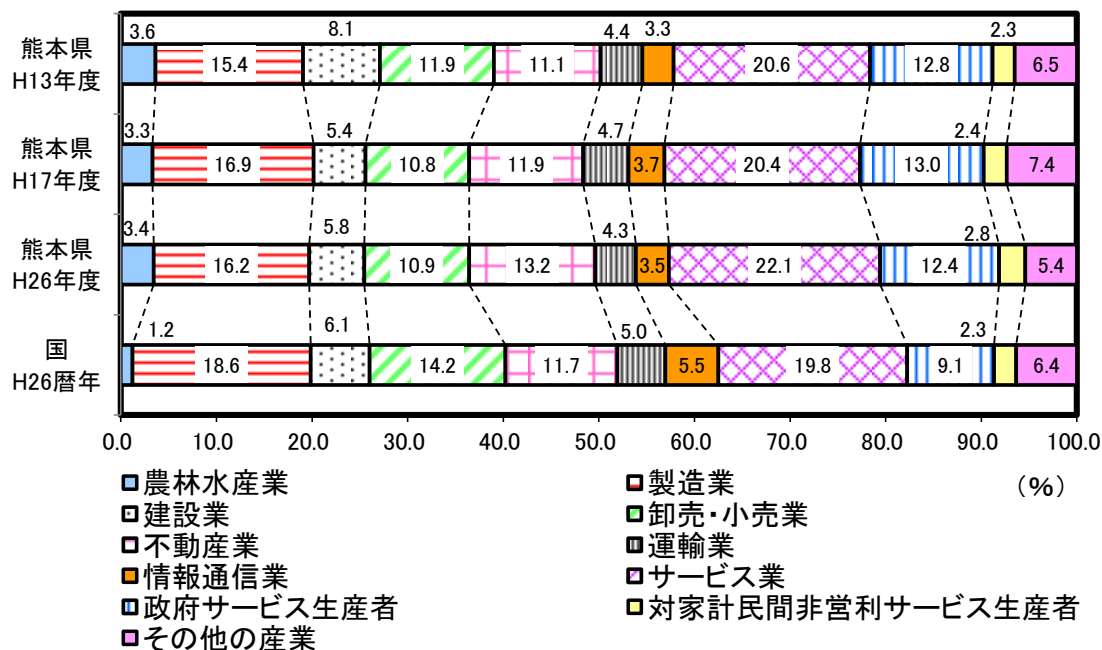 3.6 8.1 4.4 3.3 2.3
熊本県
H13年度
15.4 11.9 11.1 20.6 12.8 6.5
3.3 5.4 4.7 2.4
熊本県
H17年度
16.9 10.8 11.9 3.7 20.4 13.0 7.4
3.4 5.8 4.3 2.8
熊本県
H26年度
16.2 10.9 13.2 3.5 22.1 12.4 5.4
1.2 6.1 5.0 2.3
国
H26暦年
18.6 14.2 11.7 5.5 19.8 9.1 6.4
0.0 10.0 20.0 30.0 40.0 50.0 60.0 70.0 80.0 90.0 100.0
(%)
農林水産業 製造業
建設業 卸売・小売業
不動産業 運輸業
情報通信業 サービス業
政府サービス生産者 対家計民間非営利サービス生産者
その他の産業